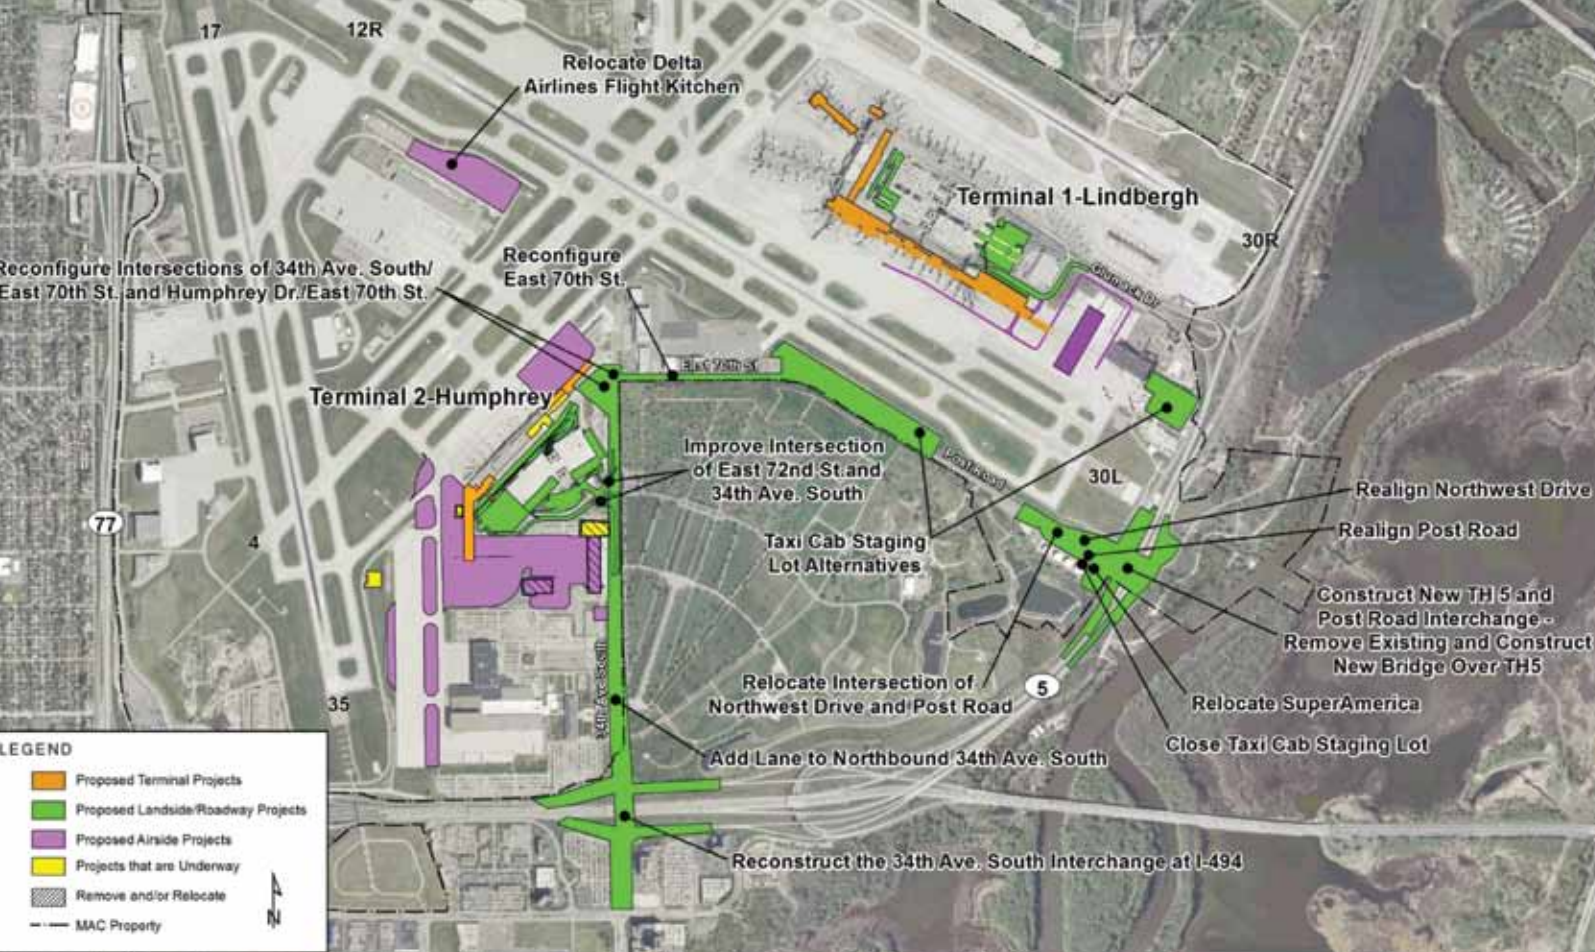 17
12R
Relocate Delta
Airlines Flight Kitchen
Terminal 1-Lindbergh
30R
Reconfigure Intersections of 34th Ave. South/
East 70th St. and Humphrey Dr./East 70th St.
Reconfigure
East 70th St.
Glumack Dr
East 70th St
Terminal 2-Humphrey
Improve Intersection
of East 72nd St.and
34th Ave. South
Post Road
30L
Realign Northwest Drive
77
4
Realign Post Road
Taxi Cab Staging
Lot Alternatives
Construct New TH 5 and
Post Road Interchange -
Remove Existing and Construct
New Bridge Over TH5
34th Ave. South
Relocate Intersection of
Northwest Drive and Post Road
5
35
Relocate SuperAmerica
Close Taxi Cab Staging Lot
Add Lane to Northbound 34th Ave. South
Reconstruct the 34th Ave. South Interchange at I-494
LEGEND
Proposed Terminal Projects
Proposed Landside/Roadway Projects
Proposed Airside Projects
Projects that are Underway
Remove and/or Relocate
MAC Property
N